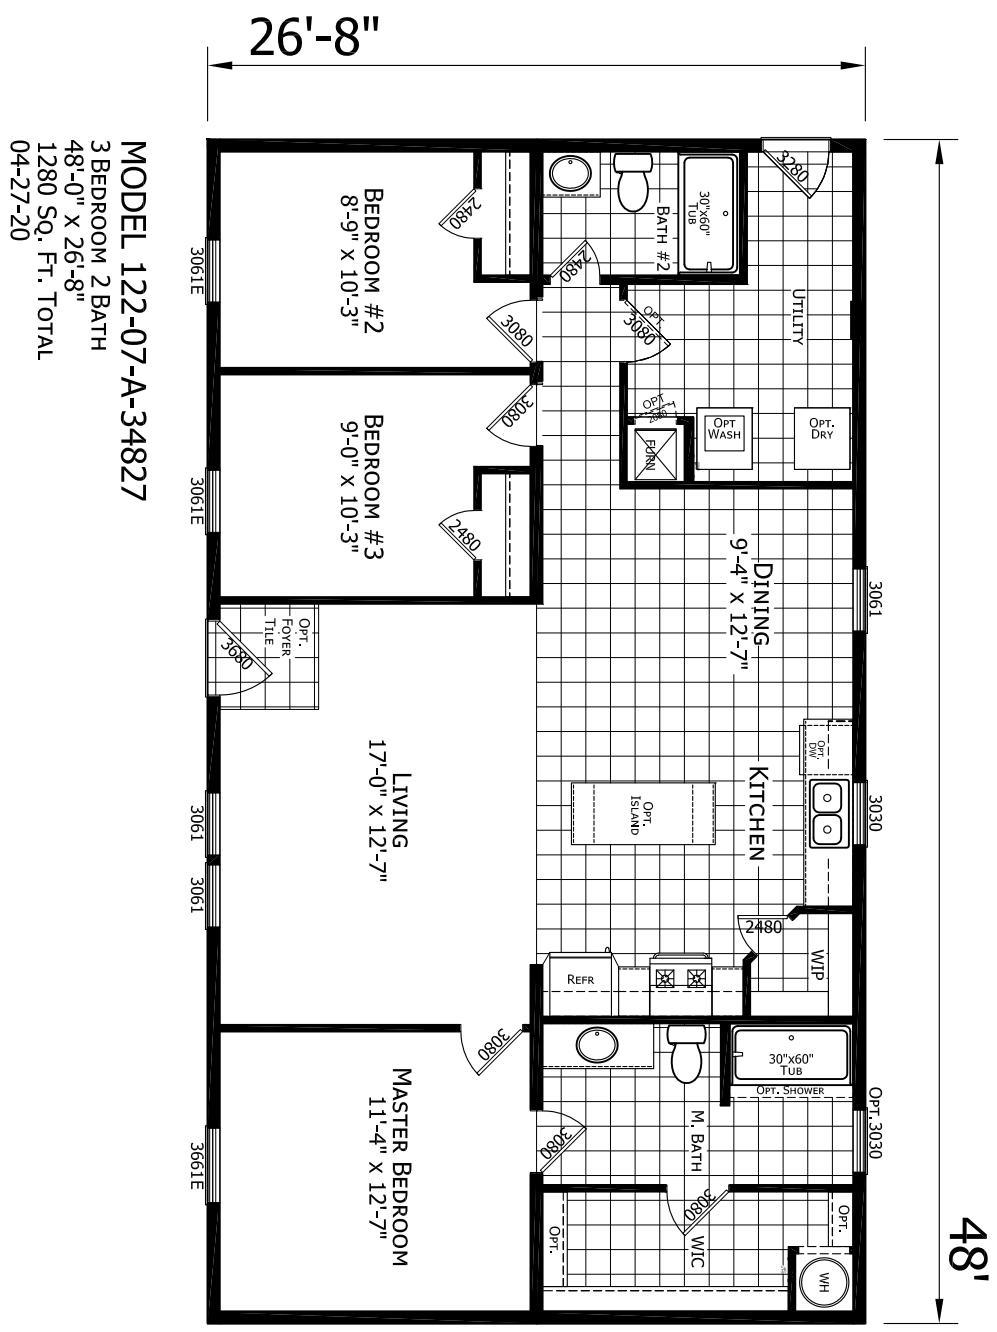 26'-8"
48'
MODEL 122-07-A-34827
3 BEDROOM 2 BATH
48'-0" X 26'-8"
1280 SQ. FT. TOTAL
04-27-20
BEDROOM #2
8'-9" X 10'-3"
2480
3080
3061E
BATH #2
30"x60"
TUB
2480
3280
UTILITY
OPT.
3080
OPT
2080
FURN
OPT
WASH
OPT.
DRY
BEDROOM #3
9'-0" X 10'-3"
3080
2480
3061E
DINING
9'-4" X 12'-7"
3061
OPT.
FOYER
TILE
3680
LIVING
17'-0" X 12'-7"
3061
3061
KITCHEN
OPT.
ISLAND
OPT.
DW
3030
2480
WIP
REFR
MASTER BEDROOM
11'-4" X 12'-7"
3080
3661E
M. BATH
30"x60"
TUB
OPT. SHOWER
OPT. 3030
3080
3080
WIC
OPT.
OPT.
WH